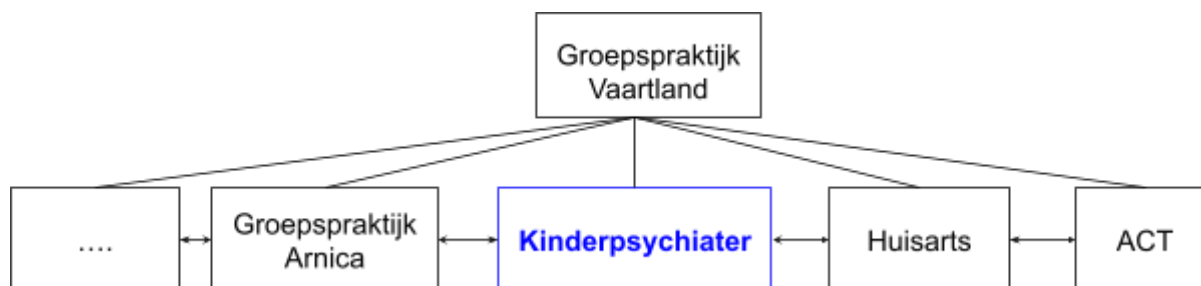 Groepspraktijk
Vaartland
....
Groepspraktijk
Arnica
Kinderpsychiater
Huisarts
ACT